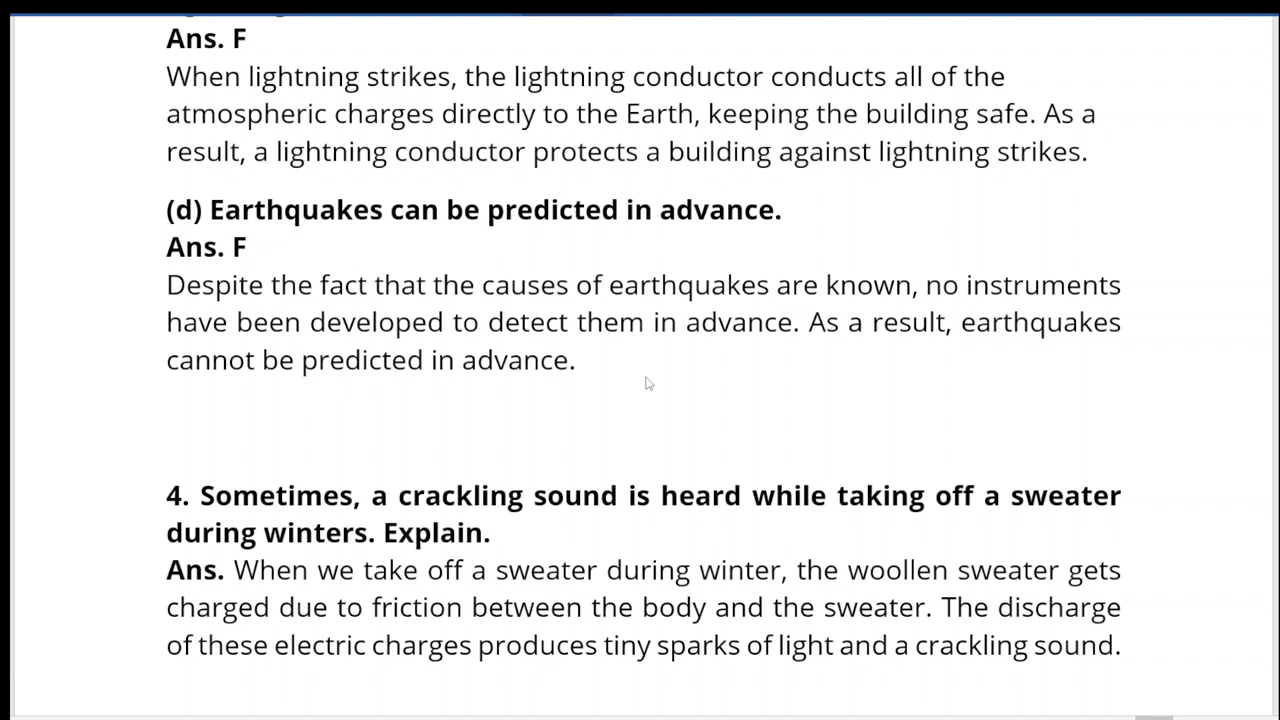 Ans. F
When lightning strikes, the lightning conductor conducts all of the
atmospheric charges directly to the Earth, keeping the building safe. As a
result, a lightning conductor protects a building against lightning strikes.
(d) Earthquakes can be predicted in advance.
Ans. F
Despite the fact that the causes of earthquakes are known, no instruments
have been developed to detect them in advance. As a result, earthquakes
cannot be predicted in advance.
4. Sometimes, a crackling sound is heard while taking off a sweater
during winters. Explain.
Ans. When we take off a sweater during winter, the woollen sweater gets
charged due to friction between the body and the sweater. The discharge
of these electric charges produces tiny sparks of light and a crackling sound.